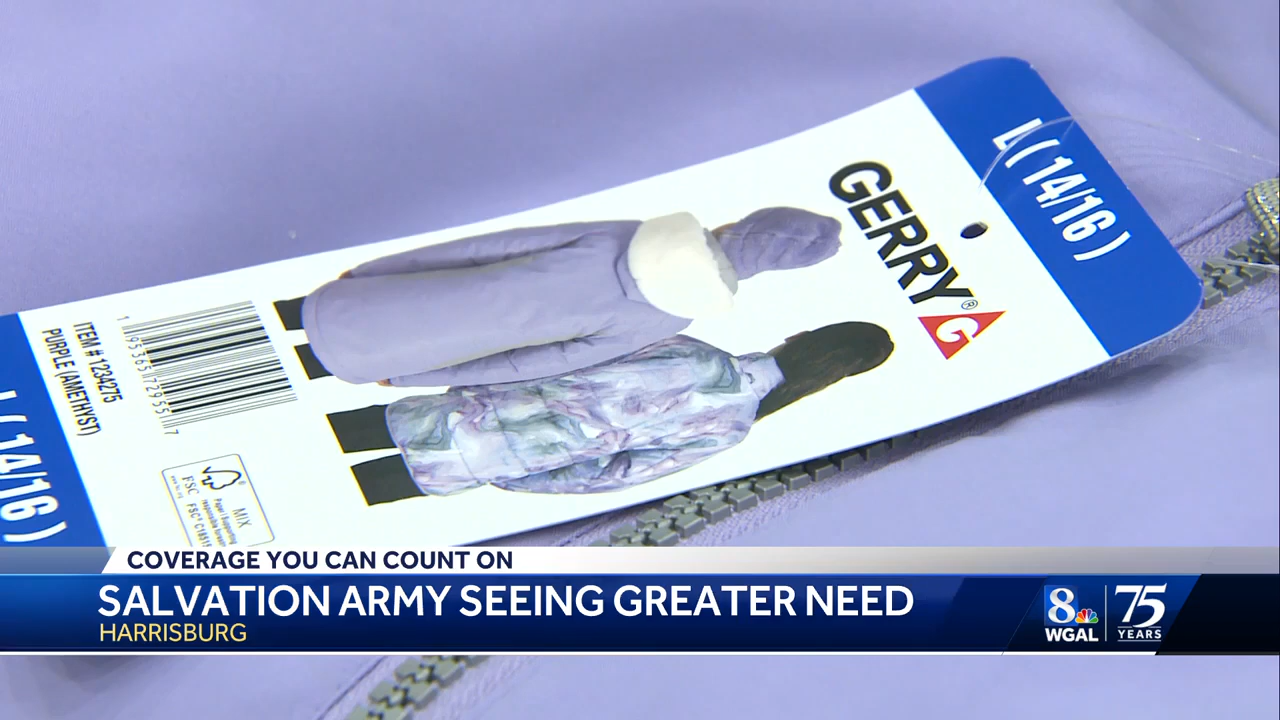 L ( 14/16 )
GERRY® G
ITEM # 1234275
PURPLE (AMETHYST)
L ( 14/16 )
FSC
MIX
COVERAGE YOU CAN COUNT ON
SALVATION ARMY SEEING GREATER NEED
HARRISBURG
8
WGAL
75
YEARS